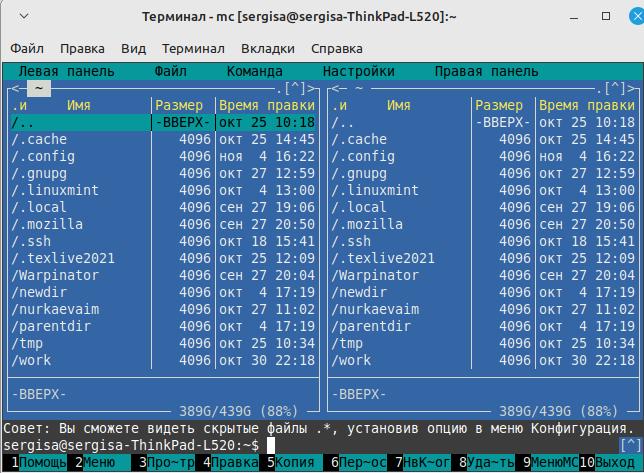 Терминал - mc [sergisa@sergisa-ThinkPad-L520]:~
Файл Правка Вид Терминал Вкладки Справка
Левая панель Файл Команда Настройки Правая панель
<─ ~ ─ .[^]> <─ ~ ─ .[^]>
.и Имя Размер Время правки .и Имя Размер Время правки
/.. -ВВЕРХ- окт 25 10:18 /.. -ВВЕРХ- окт 25 10:18
/.cache 4096 окт 25 14:45 /.cache 4096 окт 25 14:45
/.config 4096 ноя 4 16:22 /.config 4096 ноя 4 16:22
/.gnupg 4096 окт 27 12:59 /.gnupg 4096 окт 27 12:59
/.linuxmint 4096 окт 4 13:00 /.linuxmint 4096 окт 4 13:00
/.local 4096 сен 27 19:06 /.local 4096 сен 27 19:06
/.mozilla 4096 сен 27 20:50 /.mozilla 4096 сен 27 20:50
/.ssh 4096 окт 18 15:41 /.ssh 4096 окт 18 15:41
/.texlive2021 4096 окт 25 12:09 /.texlive2021 4096 окт 25 12:09
/Warpinator 4096 сен 27 20:04 /Warpinator 4096 сен 27 20:04
/newdir 4096 окт 4 17:19 /newdir 4096 окт 4 17:19
/nurkaevaim 4096 окт 27 11:02 /nurkaevaim 4096 окт 27 11:02
/parentdir 4096 окт 4 17:19 /parentdir 4096 окт 4 17:19
/tmp 4096 окт 25 10:34 /tmp 4096 окт 25 10:34
/work 4096 окт 30 22:18 /work 4096 окт 30 22:18
-ВВЕРХ- -ВВЕРХ-
389G/439G (88%) 389G/439G (88%)
Совет: Вы сможете видеть скрытые файлы .*, установив опцию в меню Конфигурация.
sergisa@sergisa-ThinkPad-L520:~$ [^]
1Помощь 2Меню 3Про~тр 4Правка 5Копия 6Пер~ос 7НвК~ог 8Уда~ть 9МенюМС 10Выход